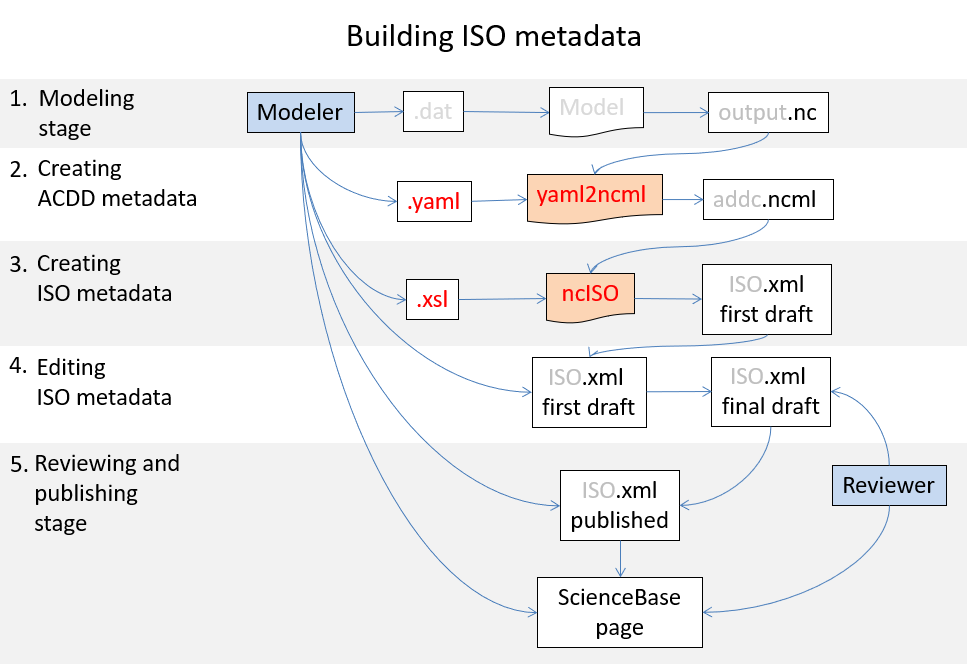 Building ISO metadata
1. Modeling
stage
Modeler
.dat
Model
output.nc
2. Creating
ACDD metadata
.yaml
yaml2ncml
addc.ncml
3. Creating
ISO metadata
.xsl
ncISO
ISO.xml
first draft
4. Editing
ISO metadata
ISO.xml
first draft
ISO.xml
final draft
5. Reviewing and
publishing
stage
ISO.xml
published
Reviewer
ScienceBase
page